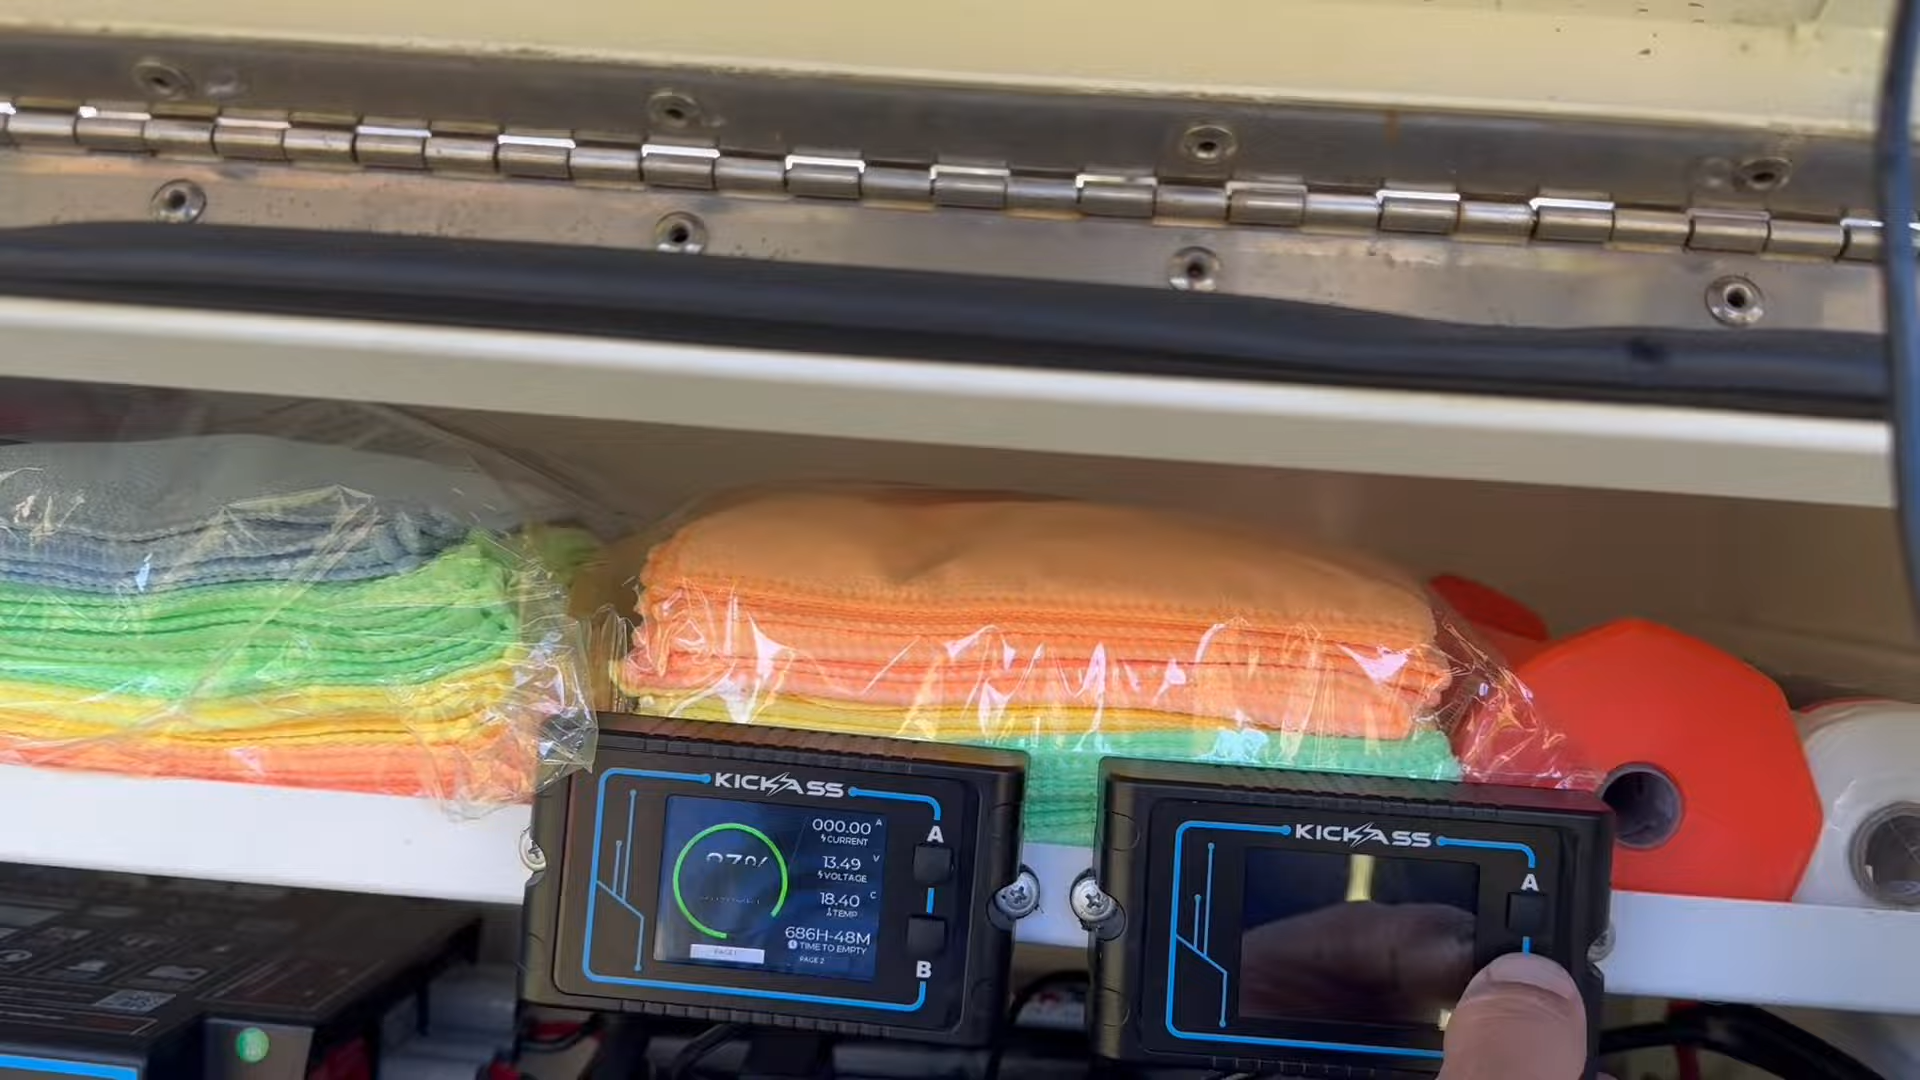 KICKASS
000.00 A
CURRENT
13.49 V
VOLTAGE
18.40 C
TEMP
686H-48M
TIME TO EMPTY
PAGE 2
A
B
KICKASS
A